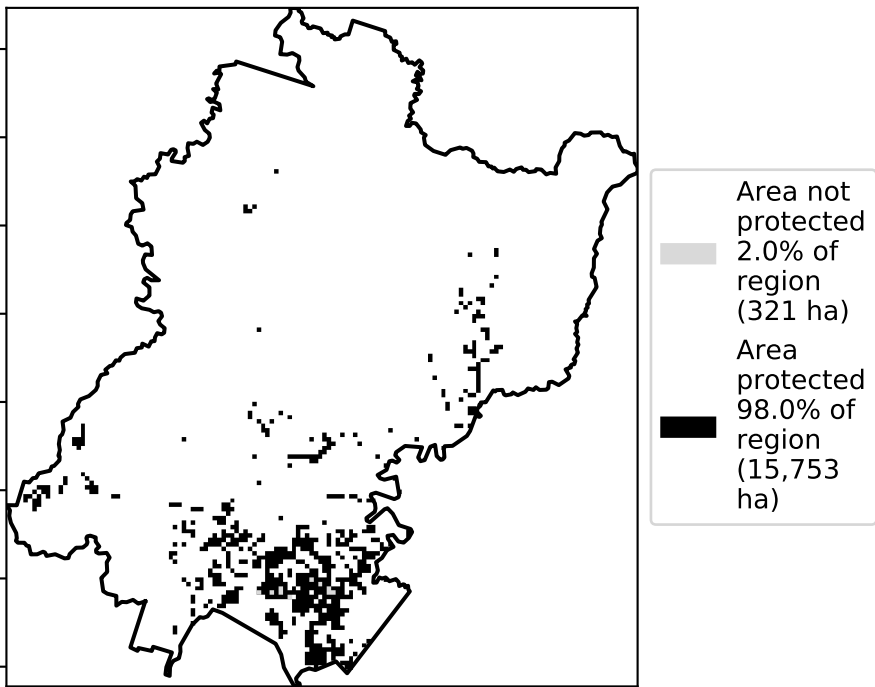 Area not
protected
2.0% of
region
(321 ha)
Area
protected
98.0% of
region
(15,753
ha)